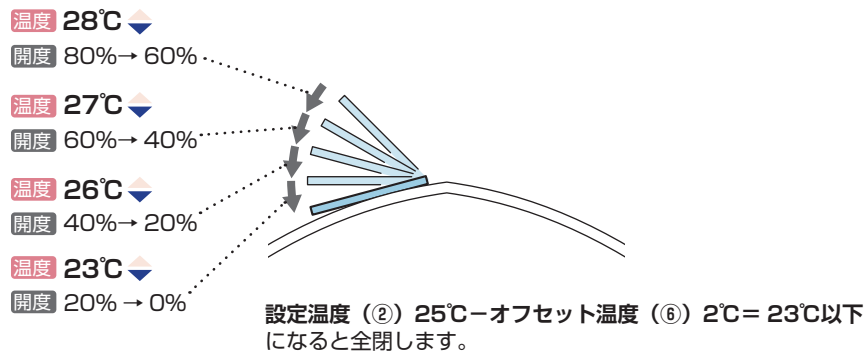 温度 28℃
開度 80%→ 60%
温度 27℃
開度 60%→ 40%
温度 26℃
開度 40%→ 20%
温度 23℃
開度 20% → 0%
設定温度（②）25℃−オフセット温度（⑥）2℃＝ 23℃以下
になると全閉します。